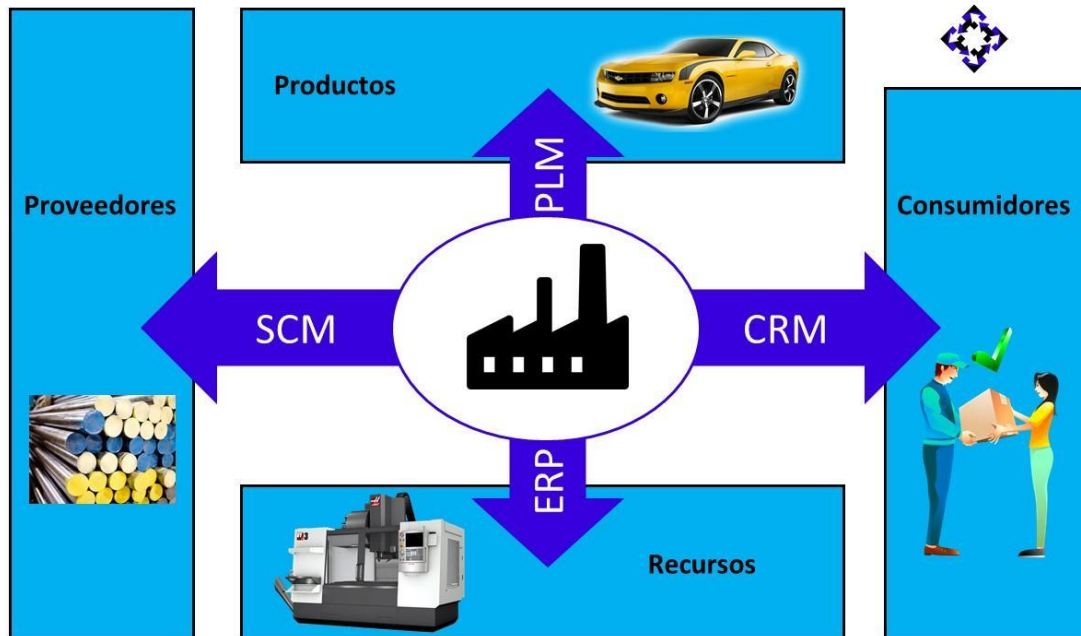 Productos
PLM
Proveedores
Consumidores
SCM
CRM
ERP
Recursos